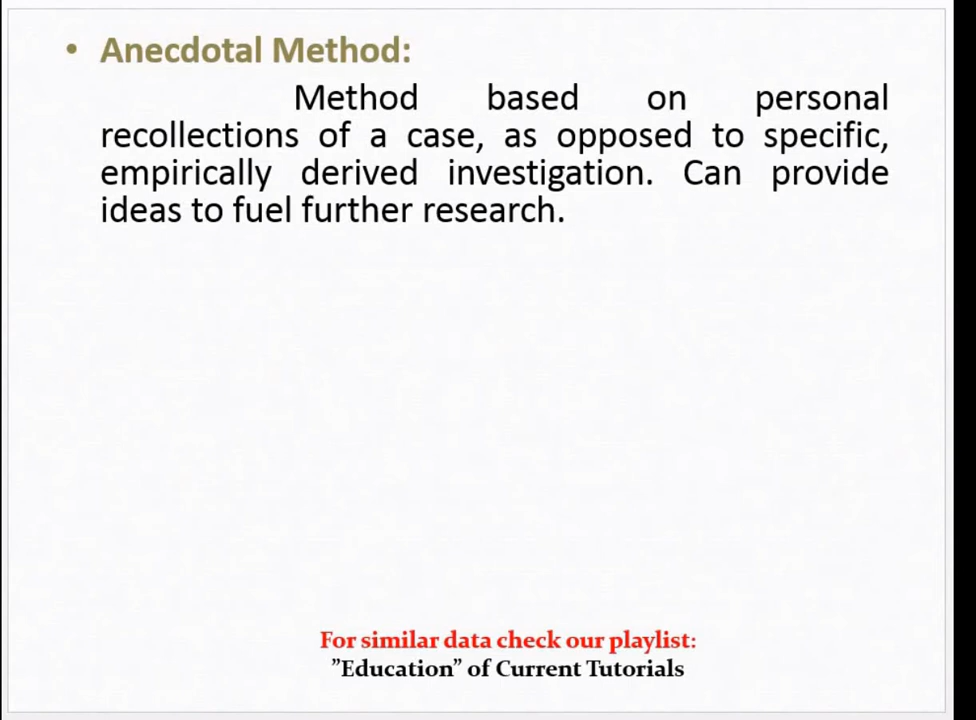 • Anecdotal Method:
Method based on personal
recollections of a case, as opposed to specific,
empirically derived investigation. Can provide
ideas to fuel further research.
For similar data check our playlist:
”Education” of Current Tutorials